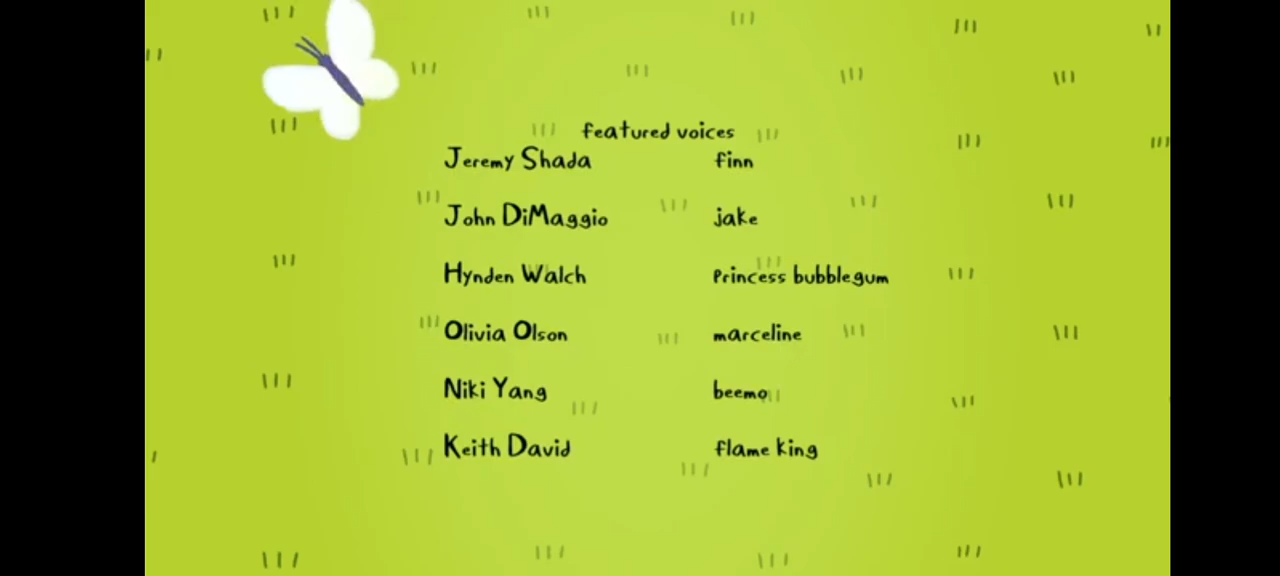 featured voices
Jeremy Shada finn
John DiMaggio jake
Hynden Walch Princess bubblegum
Olivia Olson marceline
Niki Yang beemo
Keith David flame king